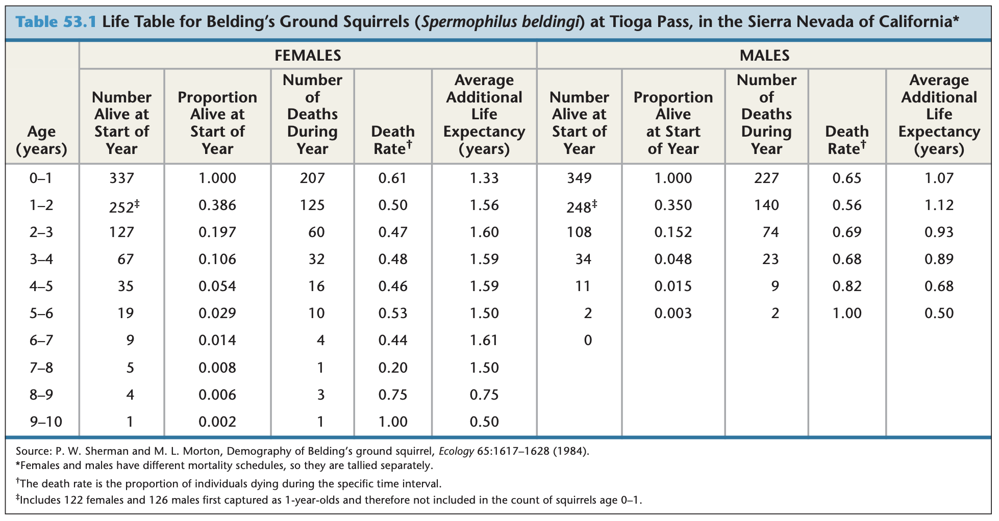 Table 53.1 Life Table for Belding's Ground Squirrels (Spermophilus beldingi) at Tioga Pass, in the Sierra Nevada of California*
FEMALES MALES
Age (years) Number Alive at Start of Year Proportion Alive at Start of Year Number of Deaths During Year Death Rate† Average Additional Life Expectancy (years) Number Alive at Start of Year Proportion Alive at Start of Year Number of Deaths During Year Death Rate† Average Additional Life Expectancy (years)
0–1 337 1.000 207 0.61 1.33 349 1.000 227 0.65 1.07
1–2 252‡ 0.386 125 0.50 1.56 248‡ 0.350 140 0.56 1.12
2–3 127 0.197 60 0.47 1.60 108 0.152 74 0.69 0.93
3–4 67 0.106 32 0.48 1.59 34 0.048 23 0.68 0.89
4–5 35 0.054 16 0.46 1.59 11 0.015 9 0.82 0.68
5–6 19 0.029 10 0.53 1.50 2 0.003 2 1.00 0.50
6–7 9 0.014 4 0.44 1.61 0
7–8 5 0.008 1 0.20 1.50
8–9 4 0.006 3 0.75 0.75
9–10 1 0.002 1 1.00 0.50
Source: P. W. Sherman and M. L. Morton, Demography of Belding's ground squirrel, Ecology 65:1617–1628 (1984).
*Females and males have different mortality schedules, so they are tallied separately.
†The death rate is the proportion of individuals dying during the specific time interval.
‡Includes 122 females and 126 males first captured as 1-year-olds and therefore not included in the count of squirrels age 0–1.